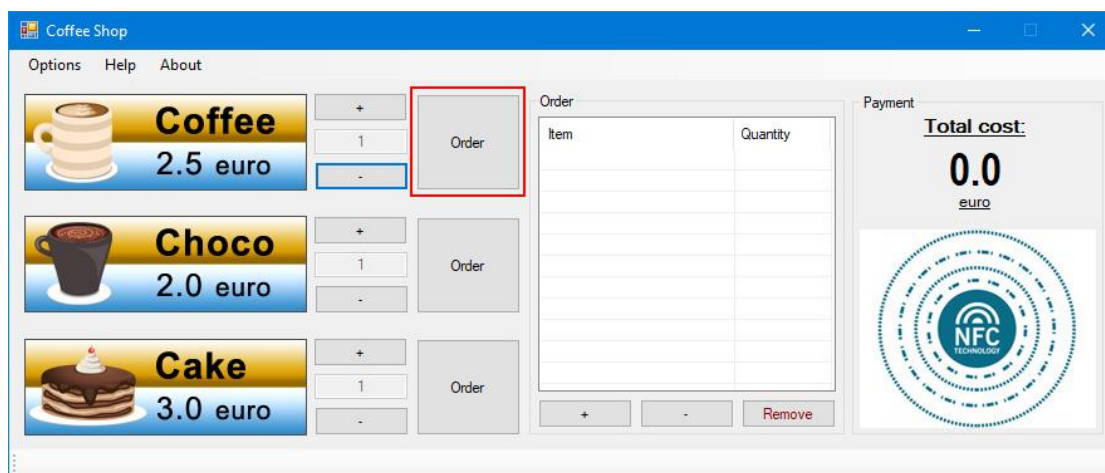 Coffee Shop
Options Help About
Coffee
2.5 euro
+
1
-
Order
Choco
2.0 euro
+
1
-
Order
Cake
3.0 euro
+
1
-
Order
Order
Item Quantity
+ - Remove
Payment
Total cost:
0.0
euro
NFC
TECHNOLOGY